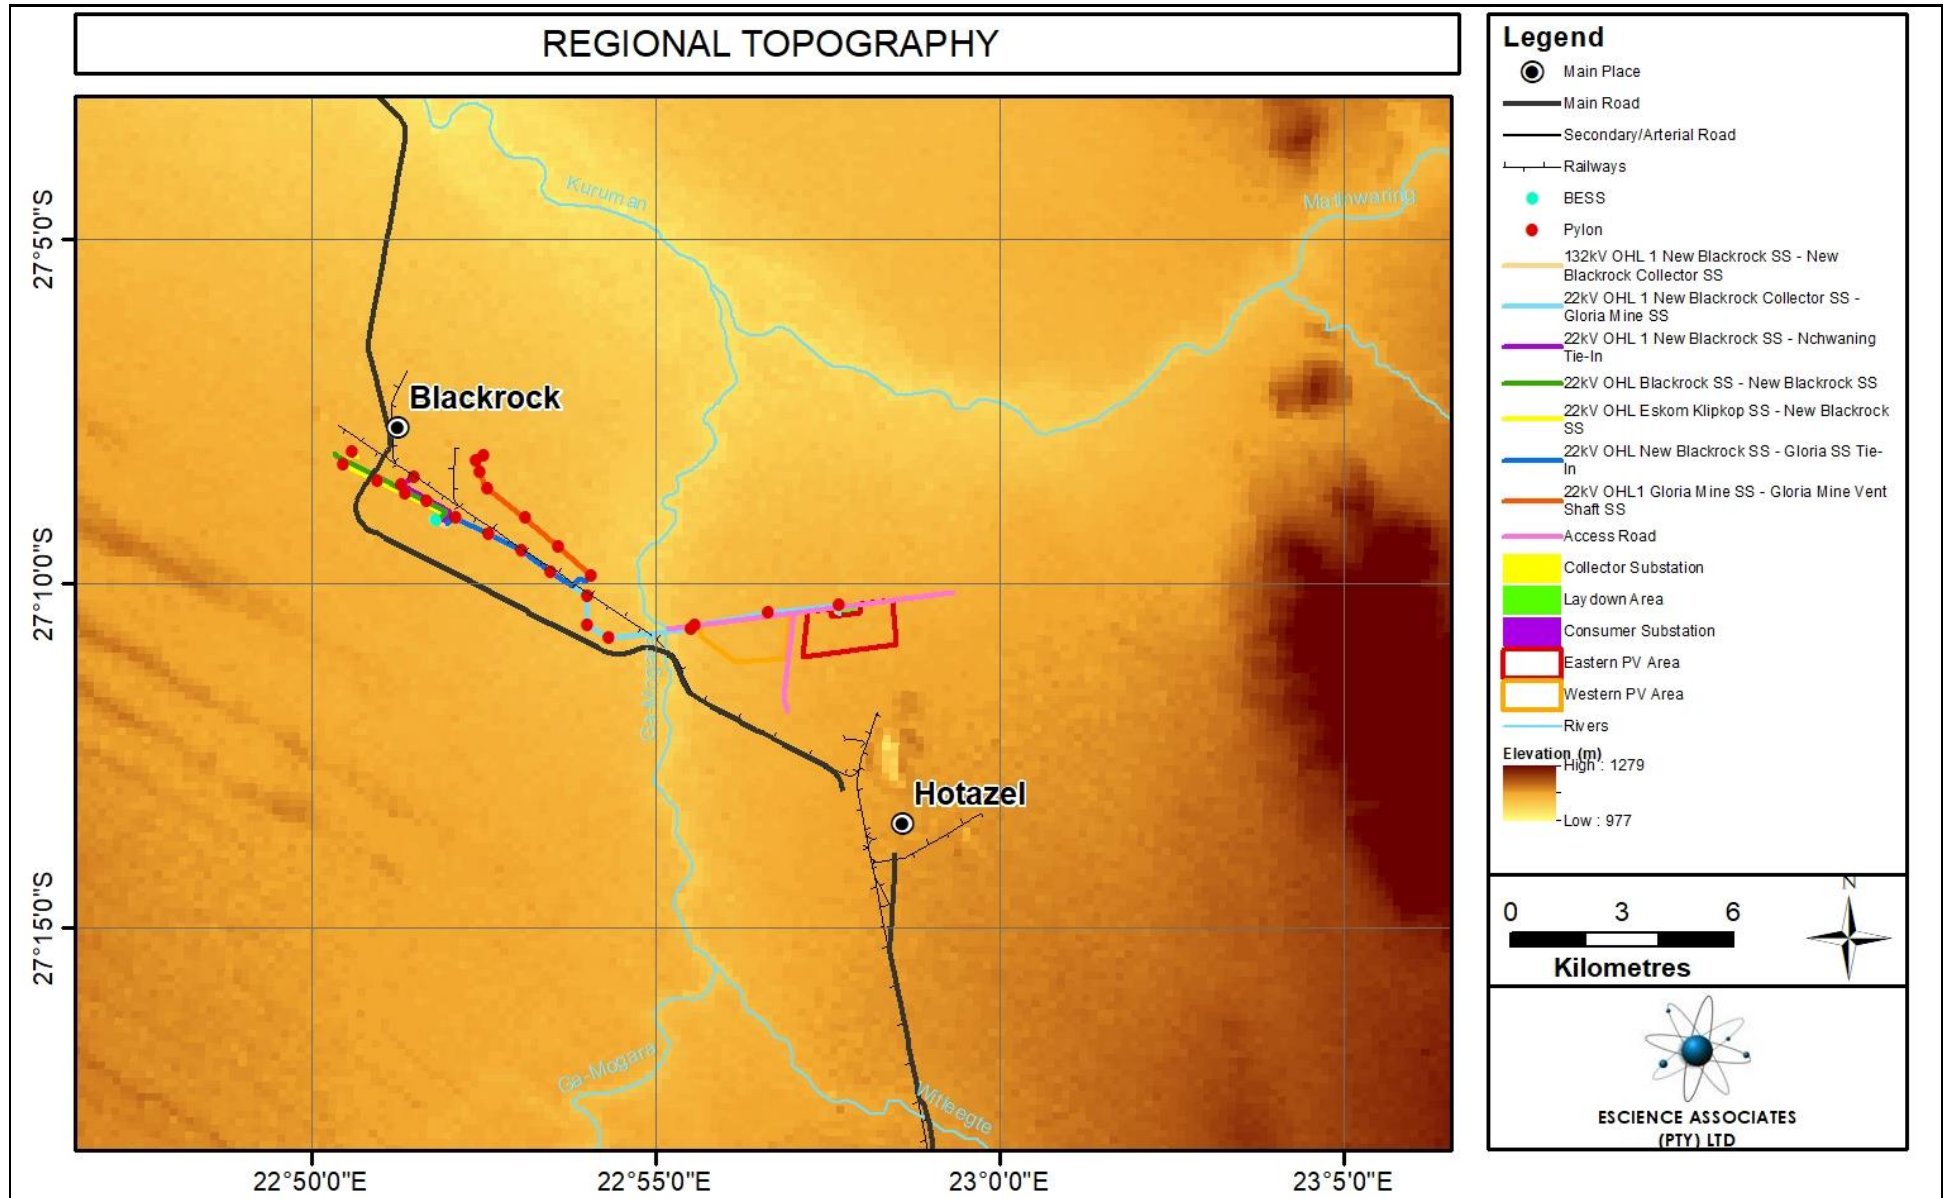 REGIONAL TOPOGRAPHY
Kuruman
Mathwaring
Blackrock
Ga-Mogara
Hotazel
Ga-Mogara
Witleegte
27°5'0"S
27°10'0"S
27°15'0"S
22°50'0"E
22°55'0"E
23°0'0"E
23°5'0"E
Legend
Main Place
Main Road
Secondary/Arterial Road
Railways
BESS
Pylon
132kV OHL 1 New Blackrock SS - New
Blackrock Collector SS
22kV OHL 1 New Blackrock Collector SS -
Gloria Mine SS
22kV OHL 1 New Blackrock SS - Nchwaning
Tie-In
22kV OHL Blackrock SS - New Blackrock SS
22kV OHL Eskom Klipkop SS - New Blackrock
SS
22kV OHL New Blackrock SS - Gloria SS Tie-
In
22kV OHL1 Gloria Mine SS - Gloria Mine Vent
Shaft SS
Access Road
Collector Substation
Laydown Area
Consumer Substation
Eastern PV Area
Western PV Area
Rivers
Elevation (m)
High : 1279
Low : 977
N
0 3 6
Kilometres
ESCIENCE ASSOCIATES
(PTY) LTD